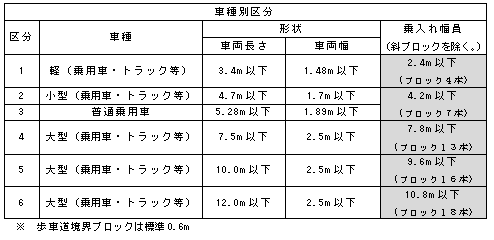 車種別区分
区分 車種 形状 乗入れ幅員
車両長さ 車両幅 (斜ブロックを除く。)
1 軽（乗用車・トラック等） 3.4m以下 1.48m以下 2.4m以下
(ブロック4本)
2 小型（乗用車・トラック等） 4.7m以下 1.7m以下 4.2m以下
3 普通乗用車 5.28m以下 1.89m以下 (ブロック7本)
4 大型（乗用車・トラック等） 7.5m以下 2.5m以下 7.8m以下
(ブロック13本)
5 大型（乗用車・トラック等） 10.0m以下 2.5m以下 9.6m以下
(ブロック16本)
6 大型（乗用車・トラック等） 12.0m以下 2.5m以下 10.8m以下
(ブロック18本)
※ 歩車道境界ブロックは標準0.6m